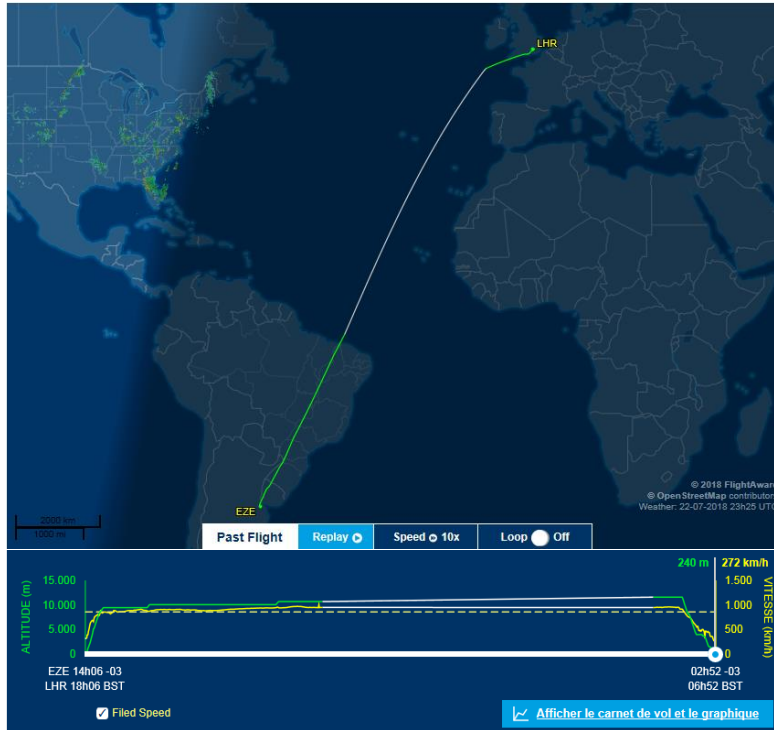 LHR
EZE
2000 km
1000 mi
© 2018 FlightAware
© OpenStreetMap contributors
Weather: 22-07-2018 23h25 UTC
Past Flight Replay Speed 10x Loop Off
240 m 272 km/h
15.000 1.500
10.000 1.000
5.000 500
0 0
ALTITUDE (m)
VITESSE (km/h)
EZE 14h06 -03 02h52 -03
LHR 18h06 BST 06h52 BST
Filed Speed Afficher le carnet de vol et le graphique